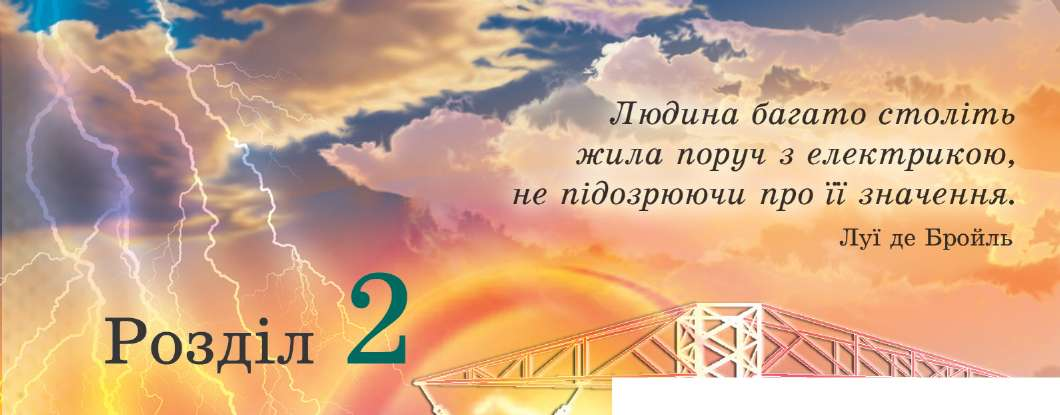 Людина багато століть
жила поруч з електрикою,
не підозрюючи про її значення.
Луї де Бройль
Розділ 2